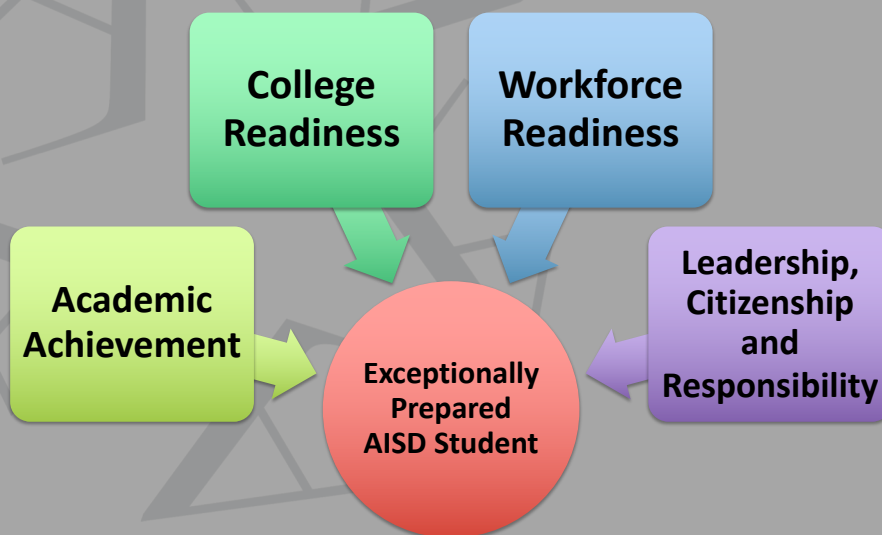 College
Readiness
Workforce
Readiness
Academic
Achievement
Leadership,
Citizenship
and
Responsibility
Exceptionally
Prepared
AISD Student